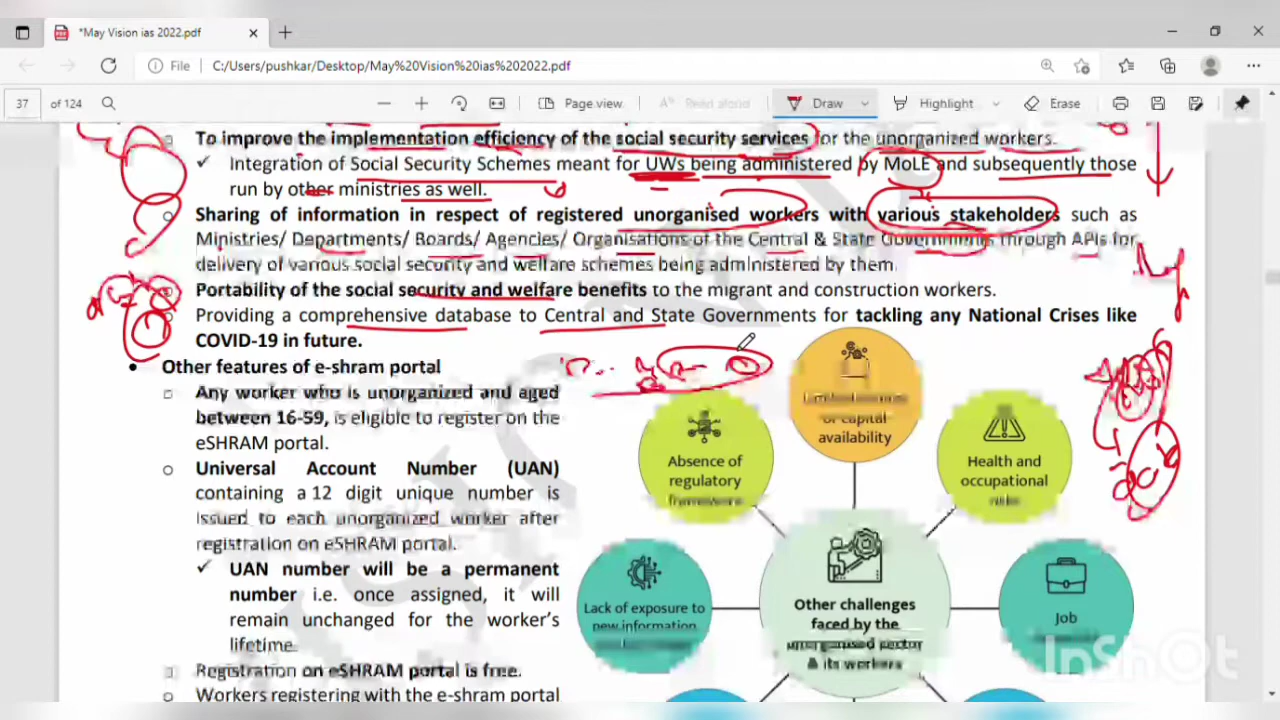 *May Vision ias 2022.pdf
File C:/Users/pushkar/Desktop/May%20Vision%20ias%202022.pdf
37 of 124 Page view Read aloud Draw Highlight Erase
To improve the implementation efficiency of the social security services for the unorganized workers.
✓ Integration of Social Security Schemes meant for UWs being administered by MoLE and subsequently those
run by other ministries as well.
Sharing of information in respect of registered unorganised workers with various stakeholders such as
Ministries/ Departments/ Boards/ Agencies/ Organisations of the Central & State Governments through APIs for
delivery of various social security and welfare schemes being administered by them.
Portability of the social security and welfare benefits to the migrant and construction workers.
Providing a comprehensive database to Central and State Governments for tackling any National Crises like
COVID-19 in future.
• Other features of e-shram portal
Any worker who is unorganized and aged
between 16-59, is eligible to register on the
eSHRAM portal.
Universal Account Number (UAN)
containing a 12 digit unique number is
issued to each unorganized worker after
registration on eSHRAM portal.
✓ UAN number will be a permanent
number i.e. once assigned, it will
remain unchanged for the worker's
lifetime.
Registration on eSHRAM portal is free.
Workers registering with the e-shram portal
of capital
availability
Absence of
regulatory
framework
Health and
occupational
risks
Lack of exposure to
new information
Job
Other challenges
faced by the
unorganised sector
& its workers
InShOt